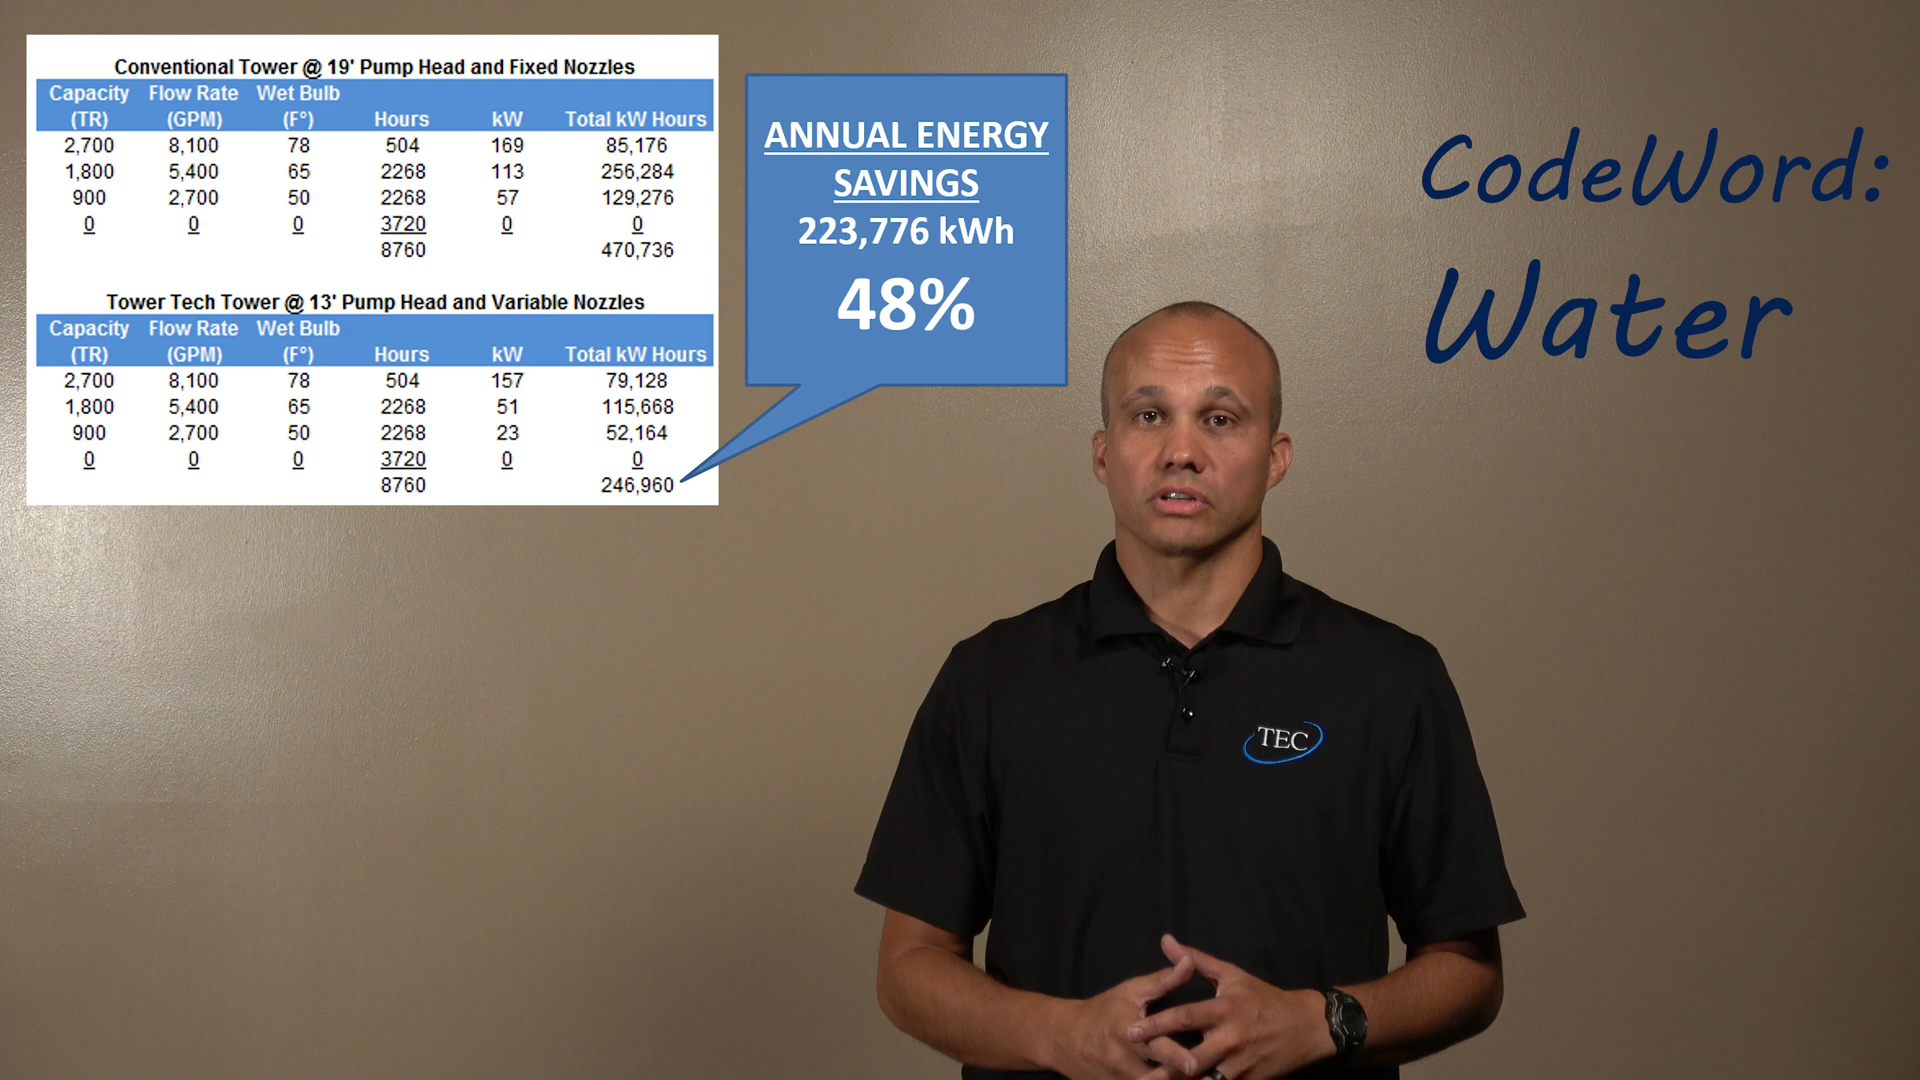 Conventional Tower @ 19' Pump Head and Fixed Nozzles
Capacity Flow Rate Wet Bulb
(TR) (GPM) (F°) Hours kW Total kW Hours
2,700 8,100 78 504 169 85,176
1,800 5,400 65 2268 113 256,284
900 2,700 50 2268 57 129,276
0 0 0 3720 0 0
8760 470,736
Tower Tech Tower @ 13' Pump Head and Variable Nozzles
Capacity Flow Rate Wet Bulb
(TR) (GPM) (F°) Hours kW Total kW Hours
2,700 8,100 78 504 157 79,128
1,800 5,400 65 2268 51 115,668
900 2,700 50 2268 23 52,164
0 0 0 3720 0 0
8760 246,960
ANNUAL ENERGY
SAVINGS
223,776 kWh
48%
CodeWord:
Water
TEC